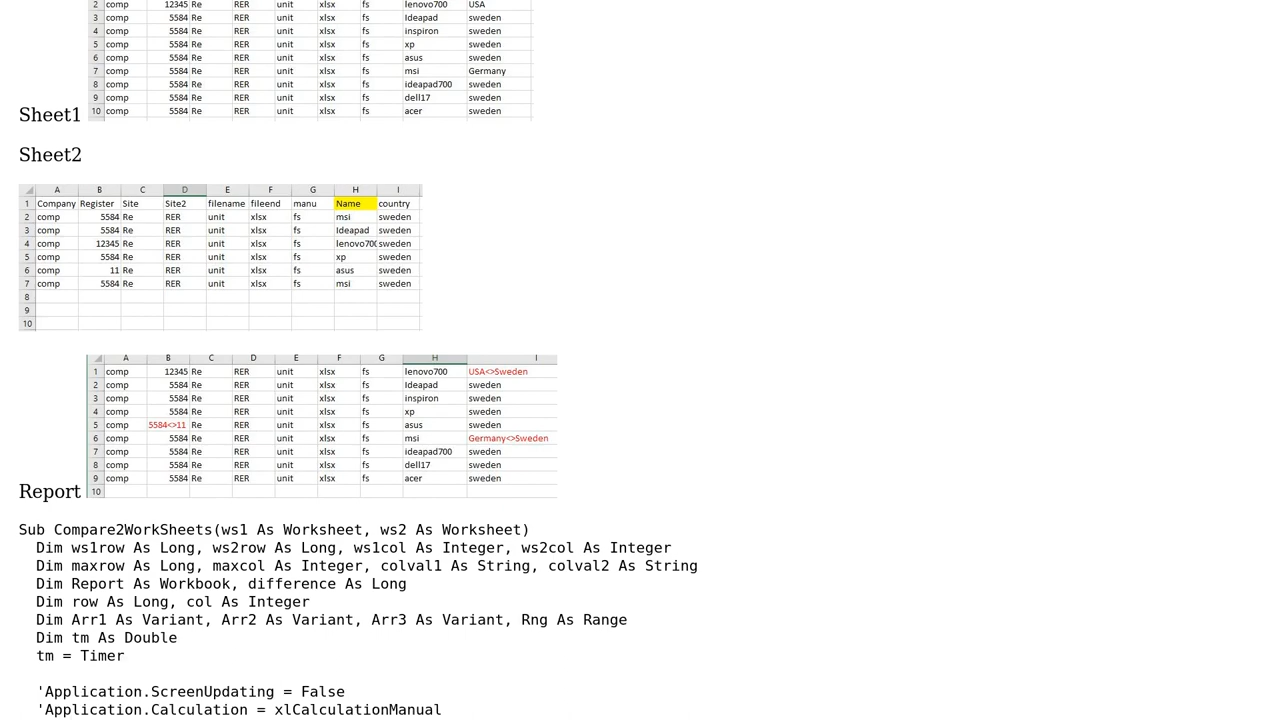 2 comp 12345 Re RER unit xlsx fs lenovo700 USA
3 comp 5584 Re RER unit xlsx fs Ideapad sweden
4 comp 5584 Re RER unit xlsx fs inspiron sweden
5 comp 5584 Re RER unit xlsx fs xp sweden
6 comp 5584 Re RER unit xlsx fs asus sweden
7 comp 5584 Re RER unit xlsx fs msi Germany
8 comp 5584 Re RER unit xlsx fs ideapad700 sweden
9 comp 5584 Re RER unit xlsx fs dell17 sweden
10 comp 5584 Re RER unit xlsx fs acer sweden
Sheet1
Sheet2
A B C D E F G H I
1 Company Register Site Site2 filename fileend manu Name country
2 comp 5584 Re RER unit xlsx fs msi sweden
3 comp 5584 Re RER unit xlsx fs Ideapad sweden
4 comp 12345 Re RER unit xlsx fs lenovo70( sweden
5 comp 5584 Re RER unit xlsx fs xp sweden
6 comp 11 Re RER unit xlsx fs asus sweden
7 comp 5584 Re RER unit xlsx fs msi sweden
8
9
10
A B C D E F G H I
1 comp 12345 Re RER unit xlsx fs lenovo700 USA<>Sweden
2 comp 5584 Re RER unit xlsx fs Ideapad sweden
3 comp 5584 Re RER unit xlsx fs inspiron sweden
4 comp 5584 Re RER unit xlsx fs xp sweden
5 comp 5584<>11 Re RER unit xlsx fs asus sweden
6 comp 5584 Re RER unit xlsx fs msi Germany<>Sweden
7 comp 5584 Re RER unit xlsx fs ideapad700 sweden
8 comp 5584 Re RER unit xlsx fs dell17 sweden
9 comp 5584 Re RER unit xlsx fs acer sweden
10
Report
Sub Compare2WorkSheets(ws1 As Worksheet, ws2 As Worksheet)
Dim ws1row As Long, ws2row As Long, ws1col As Integer, ws2col As Integer
Dim maxrow As Long, maxcol As Integer, colval1 As String, colval2 As String
Dim Report As Workbook, difference As Long
Dim row As Long, col As Integer
Dim Arr1 As Variant, Arr2 As Variant, Arr3 As Variant, Rng As Range
Dim tm As Double
tm = Timer
'Application.ScreenUpdating = False
'Application.Calculation = xlCalculationManual